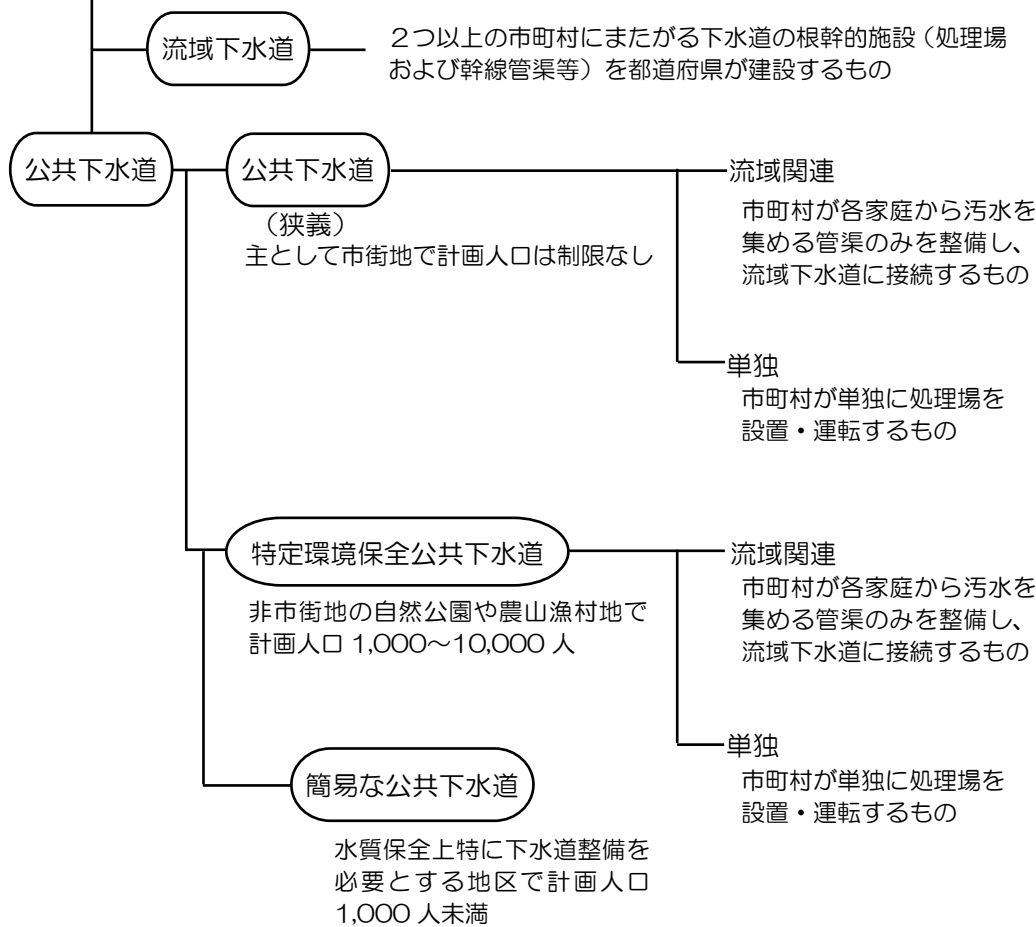 流域下水道
２つ以上の市町村にまたがる下水道の根幹的施設（処理場
および幹線管渠等）を都道府県が建設するもの
公共下水道
公共下水道
（狭義）
主として市街地で計画人口は制限なし
流域関連
市町村が各家庭から汚水を
集める管渠のみを整備し、
流域下水道に接続するもの
単独
市町村が単独に処理場を
設置・運転するもの
特定環境保全公共下水道
非市街地の自然公園や農山漁村地で
計画人口 1,000～10,000 人
流域関連
市町村が各家庭から汚水を
集める管渠のみを整備し、
流域下水道に接続するもの
単独
市町村が単独に処理場を
設置・運転するもの
簡易な公共下水道
水質保全上特に下水道整備を
必要とする地区で計画人口
1,000 人未満